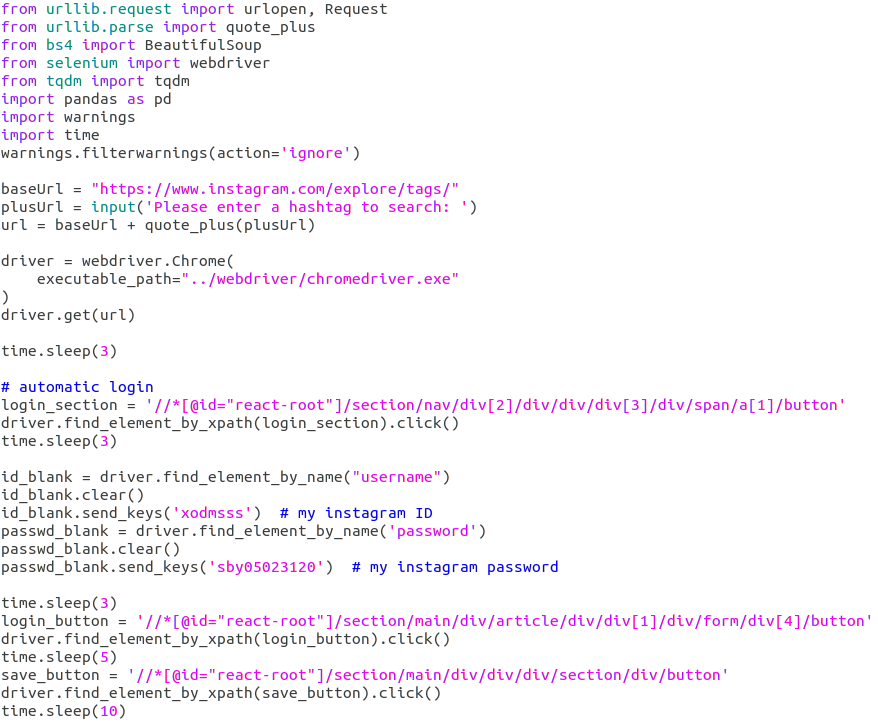 from urllib.request import urlopen, Request
from urllib.parse import quote_plus
from bs4 import BeautifulSoup
from selenium import webdriver
from tqdm import tqdm
import pandas as pd
import warnings
import time
warnings.filterwarnings(action='ignore')

baseUrl = "https://www.instagram.com/explore/tags/"
plusUrl = input('Please enter a hashtag to search: ')
url = baseUrl + quote_plus(plusUrl)

driver = webdriver.Chrome(
    executable_path="../webdriver/chromedriver.exe"
)
driver.get(url)

time.sleep(3)

# automatic login
login_section = '//*[@id="react-root"]/section/nav/div[2]/div/div/div[3]/div/span/a[1]/button'
driver.find_element_by_xpath(login_section).click()
time.sleep(3)

id_blank = driver.find_element_by_name("username")
id_blank.clear()
id_blank.send_keys('xodmsss')  # my instagram ID
passwd_blank = driver.find_element_by_name('password')
passwd_blank.clear()
passwd_blank.send_keys('sby05023120')  # my instagram password

time.sleep(3)
login_button = '//*[@id="react-root"]/section/main/div/article/div/div[1]/div/form/div[4]/button'
driver.find_element_by_xpath(login_button).click()
time.sleep(5)
save_button = '//*[@id="react-root"]/section/main/div/div/div/section/div/button'
driver.find_element_by_xpath(save_button).click()
time.sleep(10)